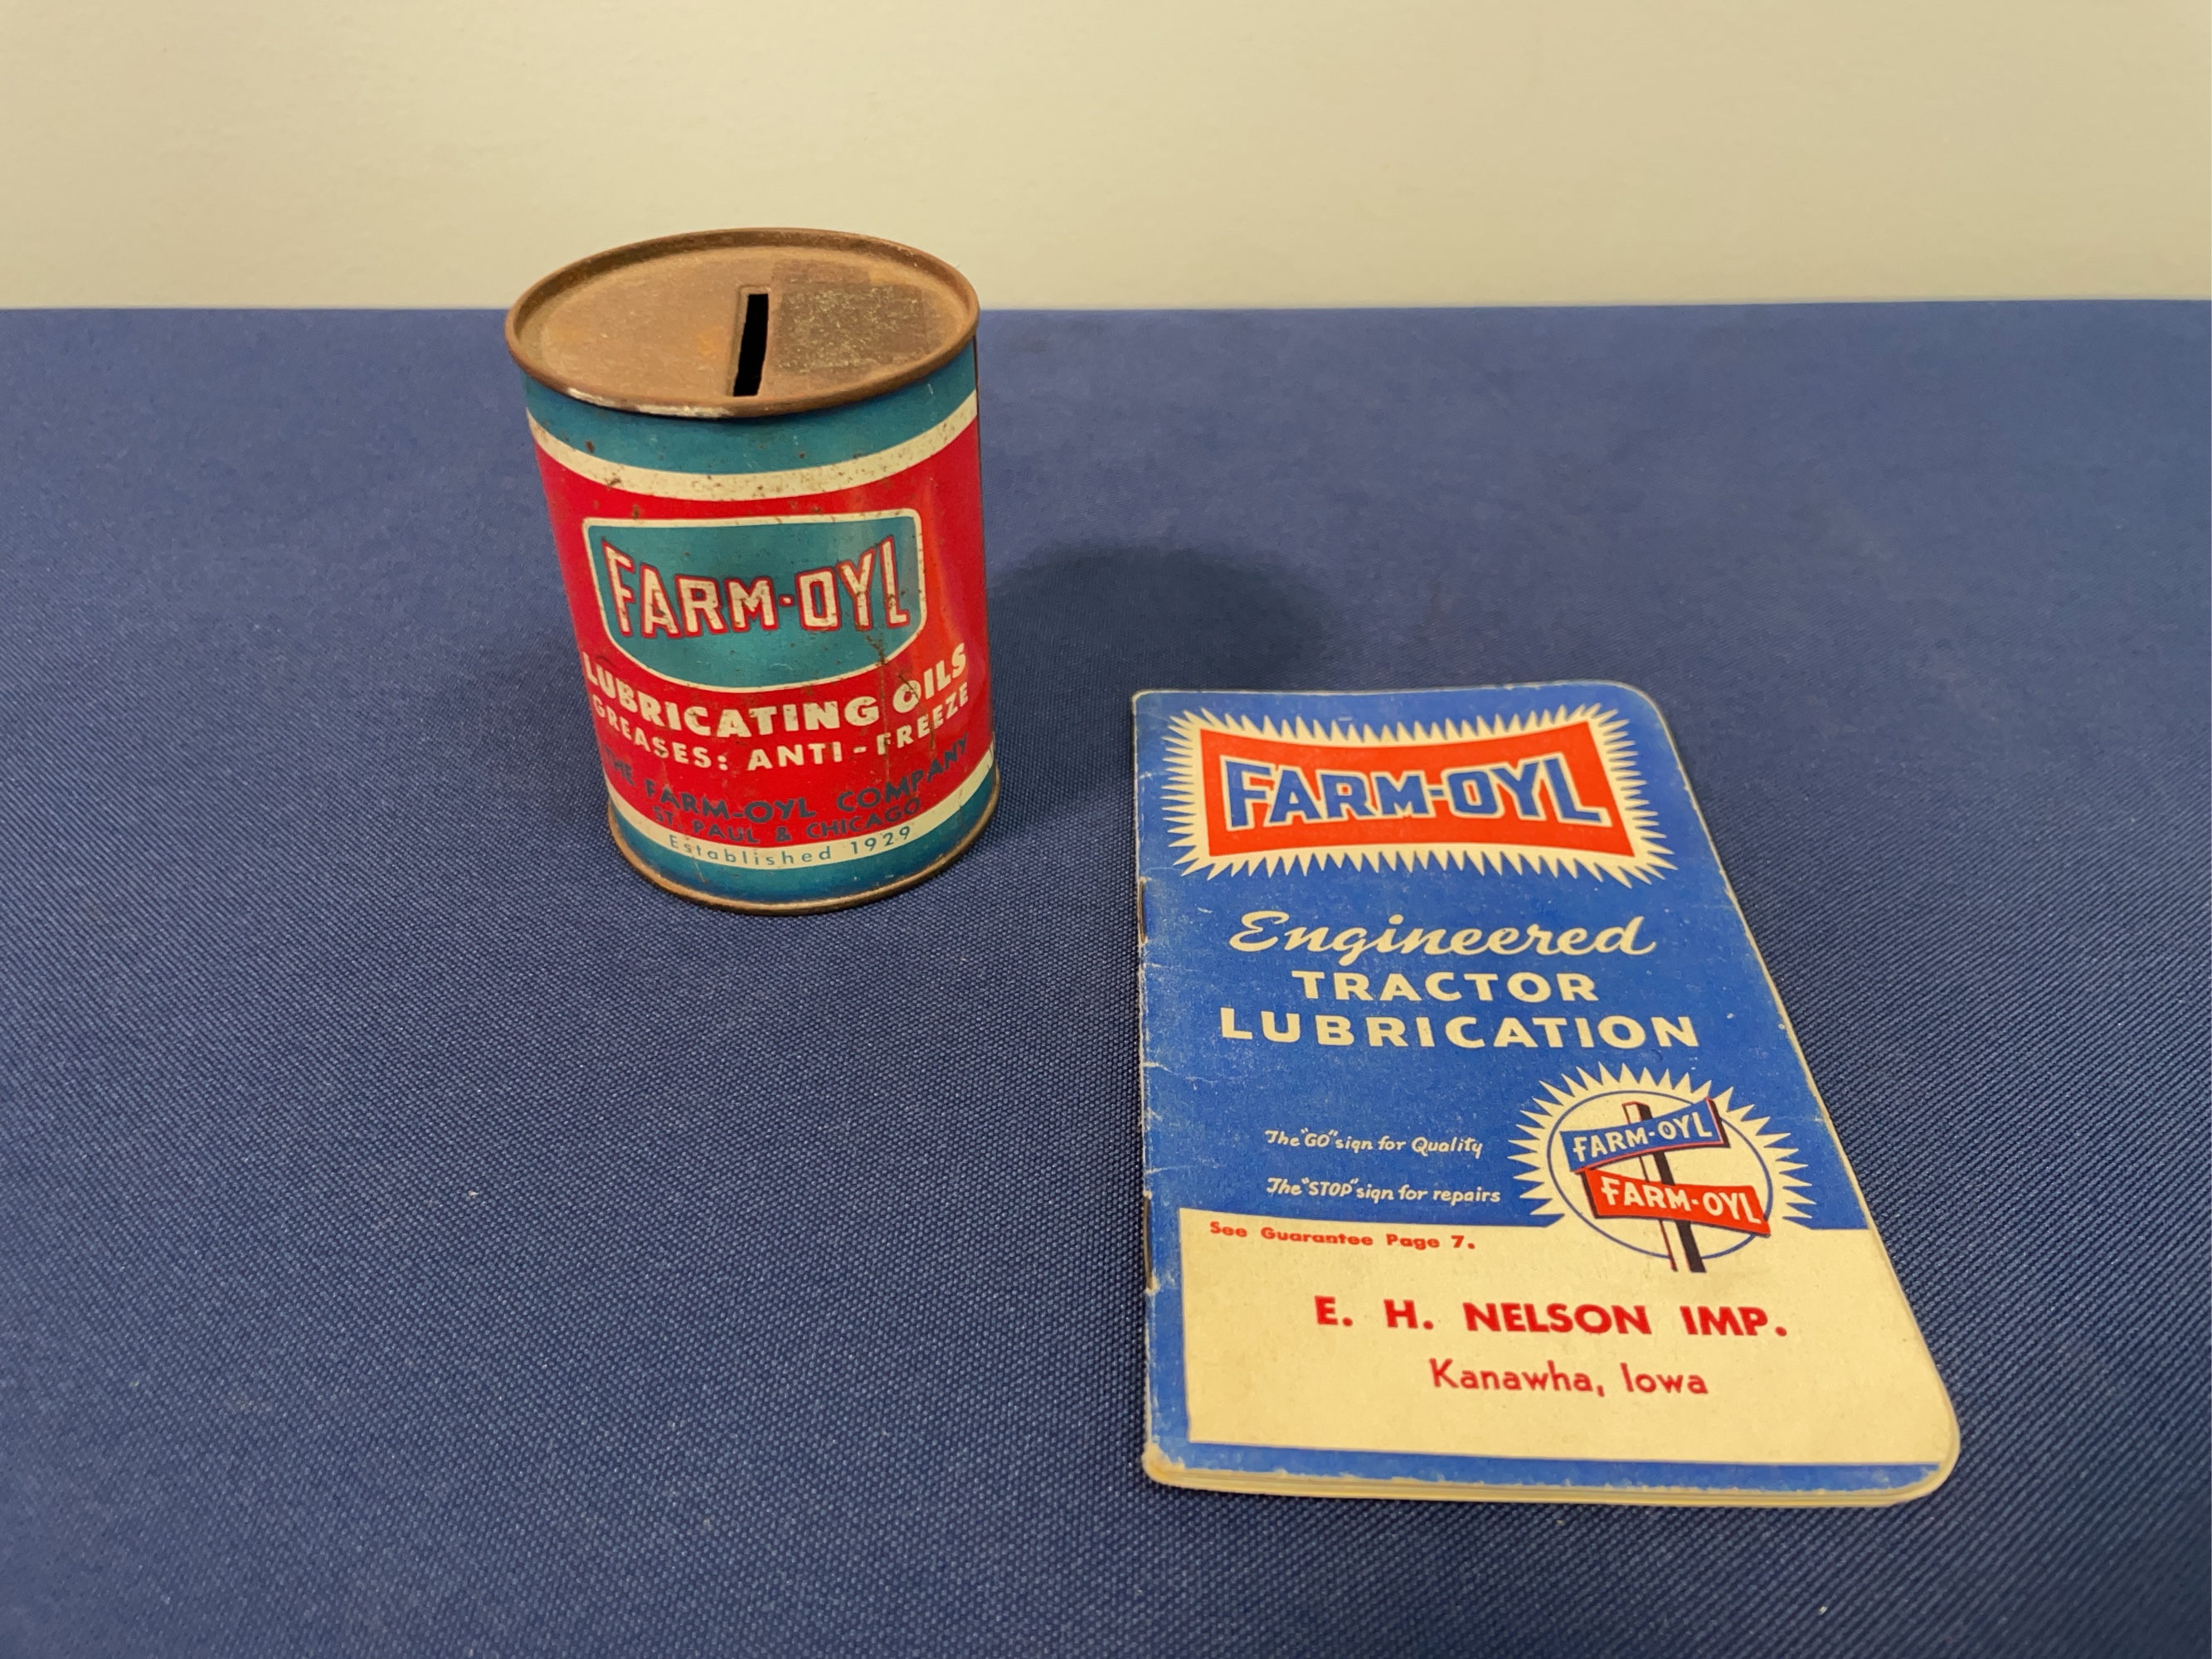 FARM-OYL
LUBRICATING OILS
GREASES: ANTI-FREEZE
THE FARM-OYL COMPANY
ST. PAUL & CHICAGO
Established 1929
FARM-OYL
Engineered
TRACTOR
LUBRICATION
The "GO" sign for Quality
The "STOP" sign for repairs
FARM-OYL
FARM-OYL
See Guarantee Page 7.
E. H. NELSON IMP.
Kanawha, Iowa